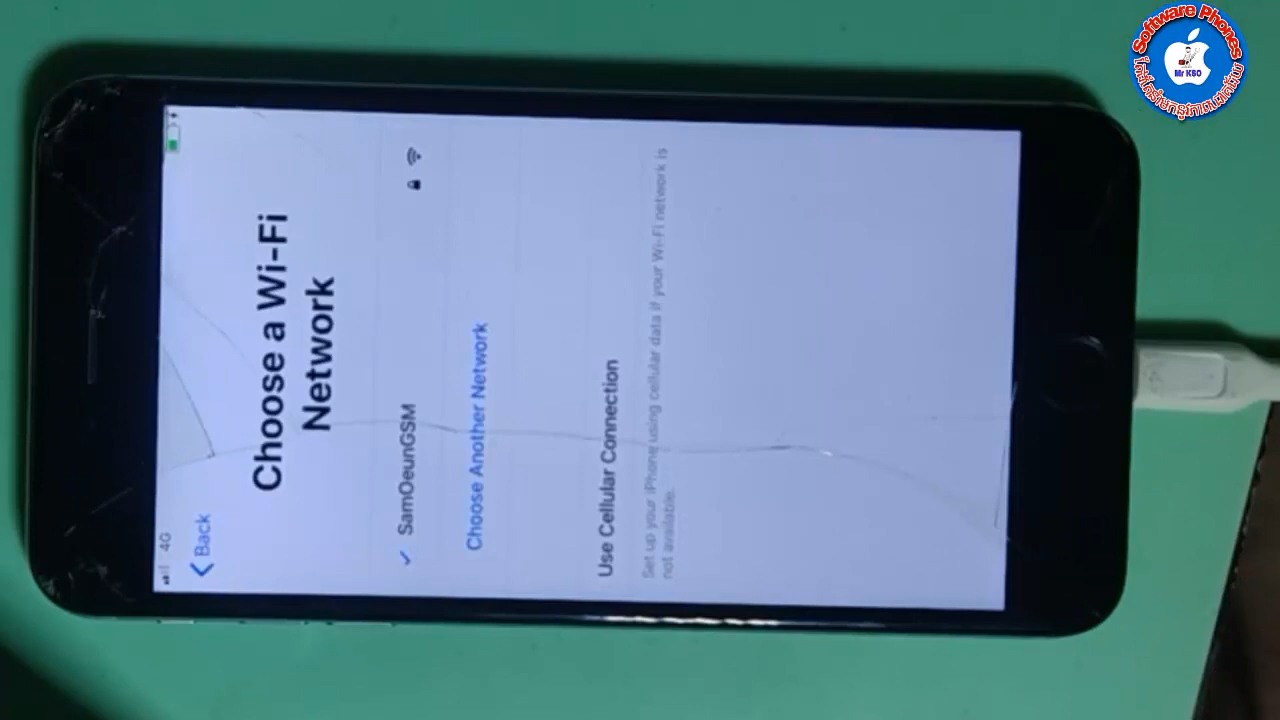 4G
Back
Choose a Wi-Fi
Network
SamOeunGSM
Choose Another Network
Use Cellular Connection
Set up your iPhone using cellular data if your Wi-Fi network is
not available.
Software Phones
Mr KBO